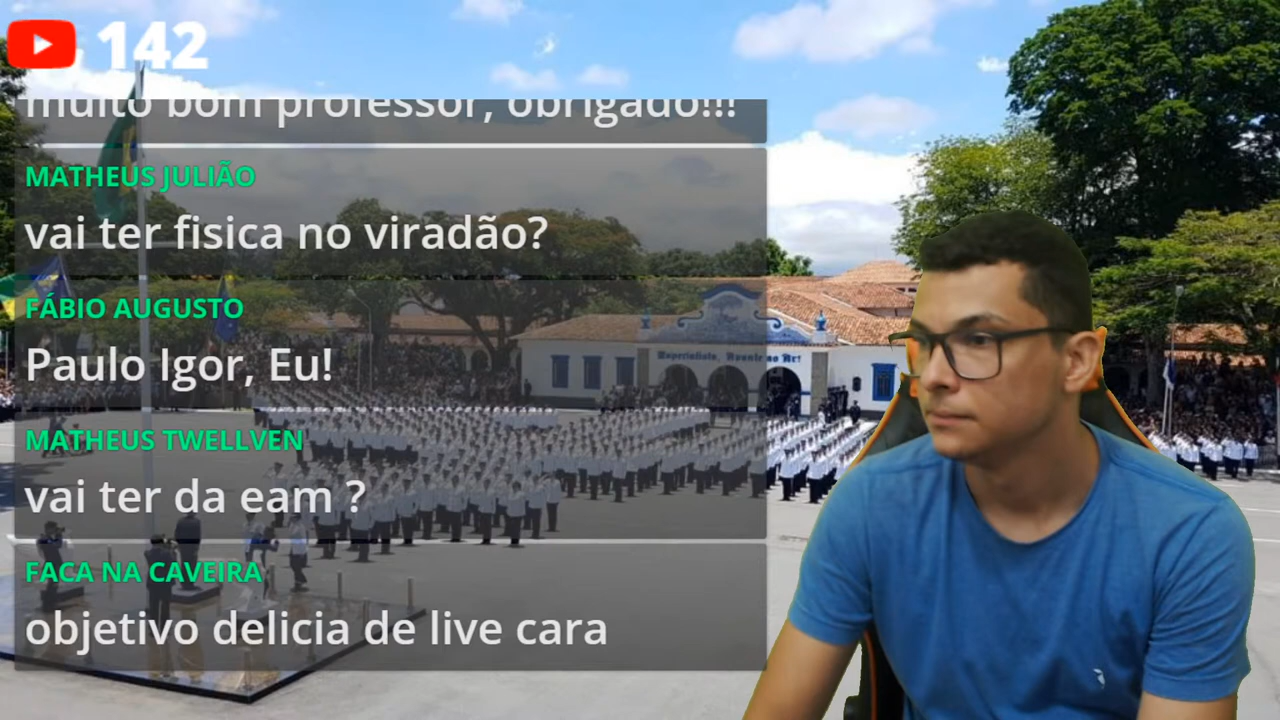 142
muito bom professor, obrigado!!!
MATHEUS JULIÃO
vai ter fisica no viradão?
FÁBIO AUGUSTO
Paulo Igor, Eu!
MATHEUS TWELLVEN
vai ter da eam ?
FACA NA CAVEIRA
objetivo delicia de live cara